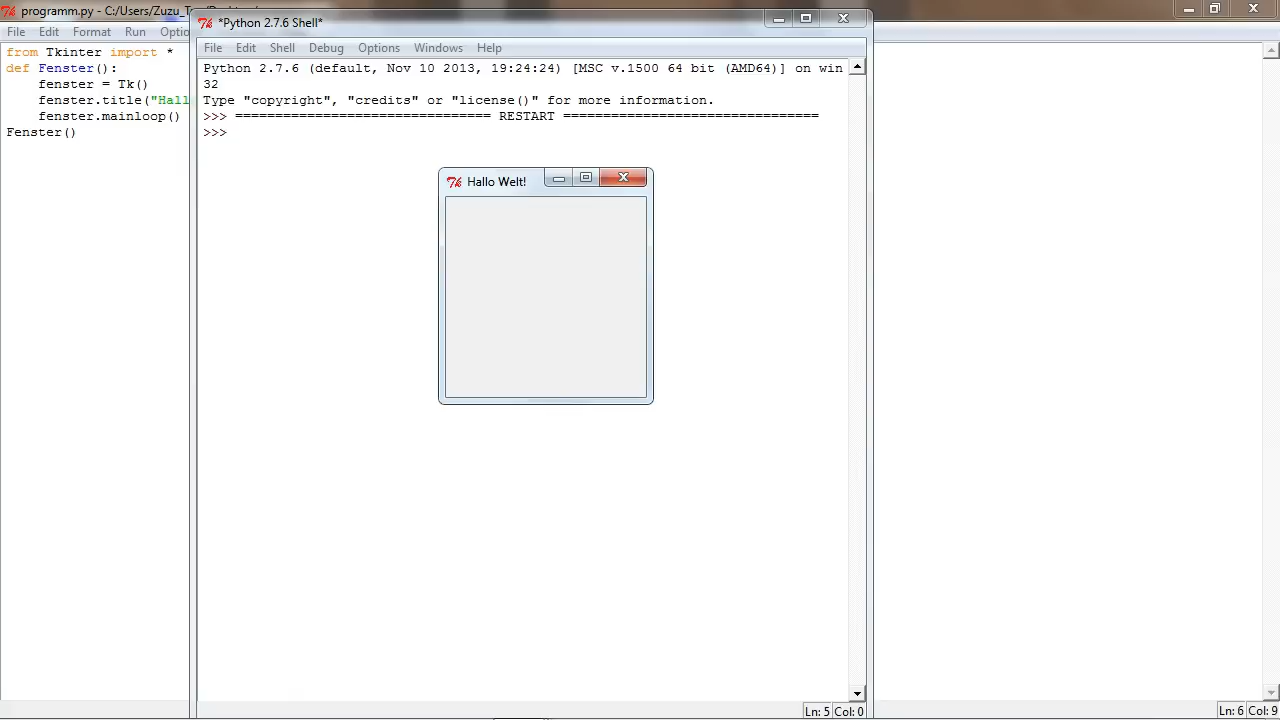 programm.py - C:/Users/Zuzu_
File Edit Format Run
from Tkinter import *
def Fenster():
    fenster = Tk()
    fenster.title("Hall
    fenster.mainloop()
Fenster()
*Python 2.7.6 Shell*
File Edit Shell Debug Options Windows Help
Python 2.7.6 (default, Nov 10 2013, 19:24:24) [MSC v.1500 64 bit (AMD64)] on win
32
Type "copyright", "credits" or "license()" for more information.
>>> ================================ RESTART ================================
>>>
Hallo Welt!
Ln: 5 Col: 0
Ln: 6 Col: 9